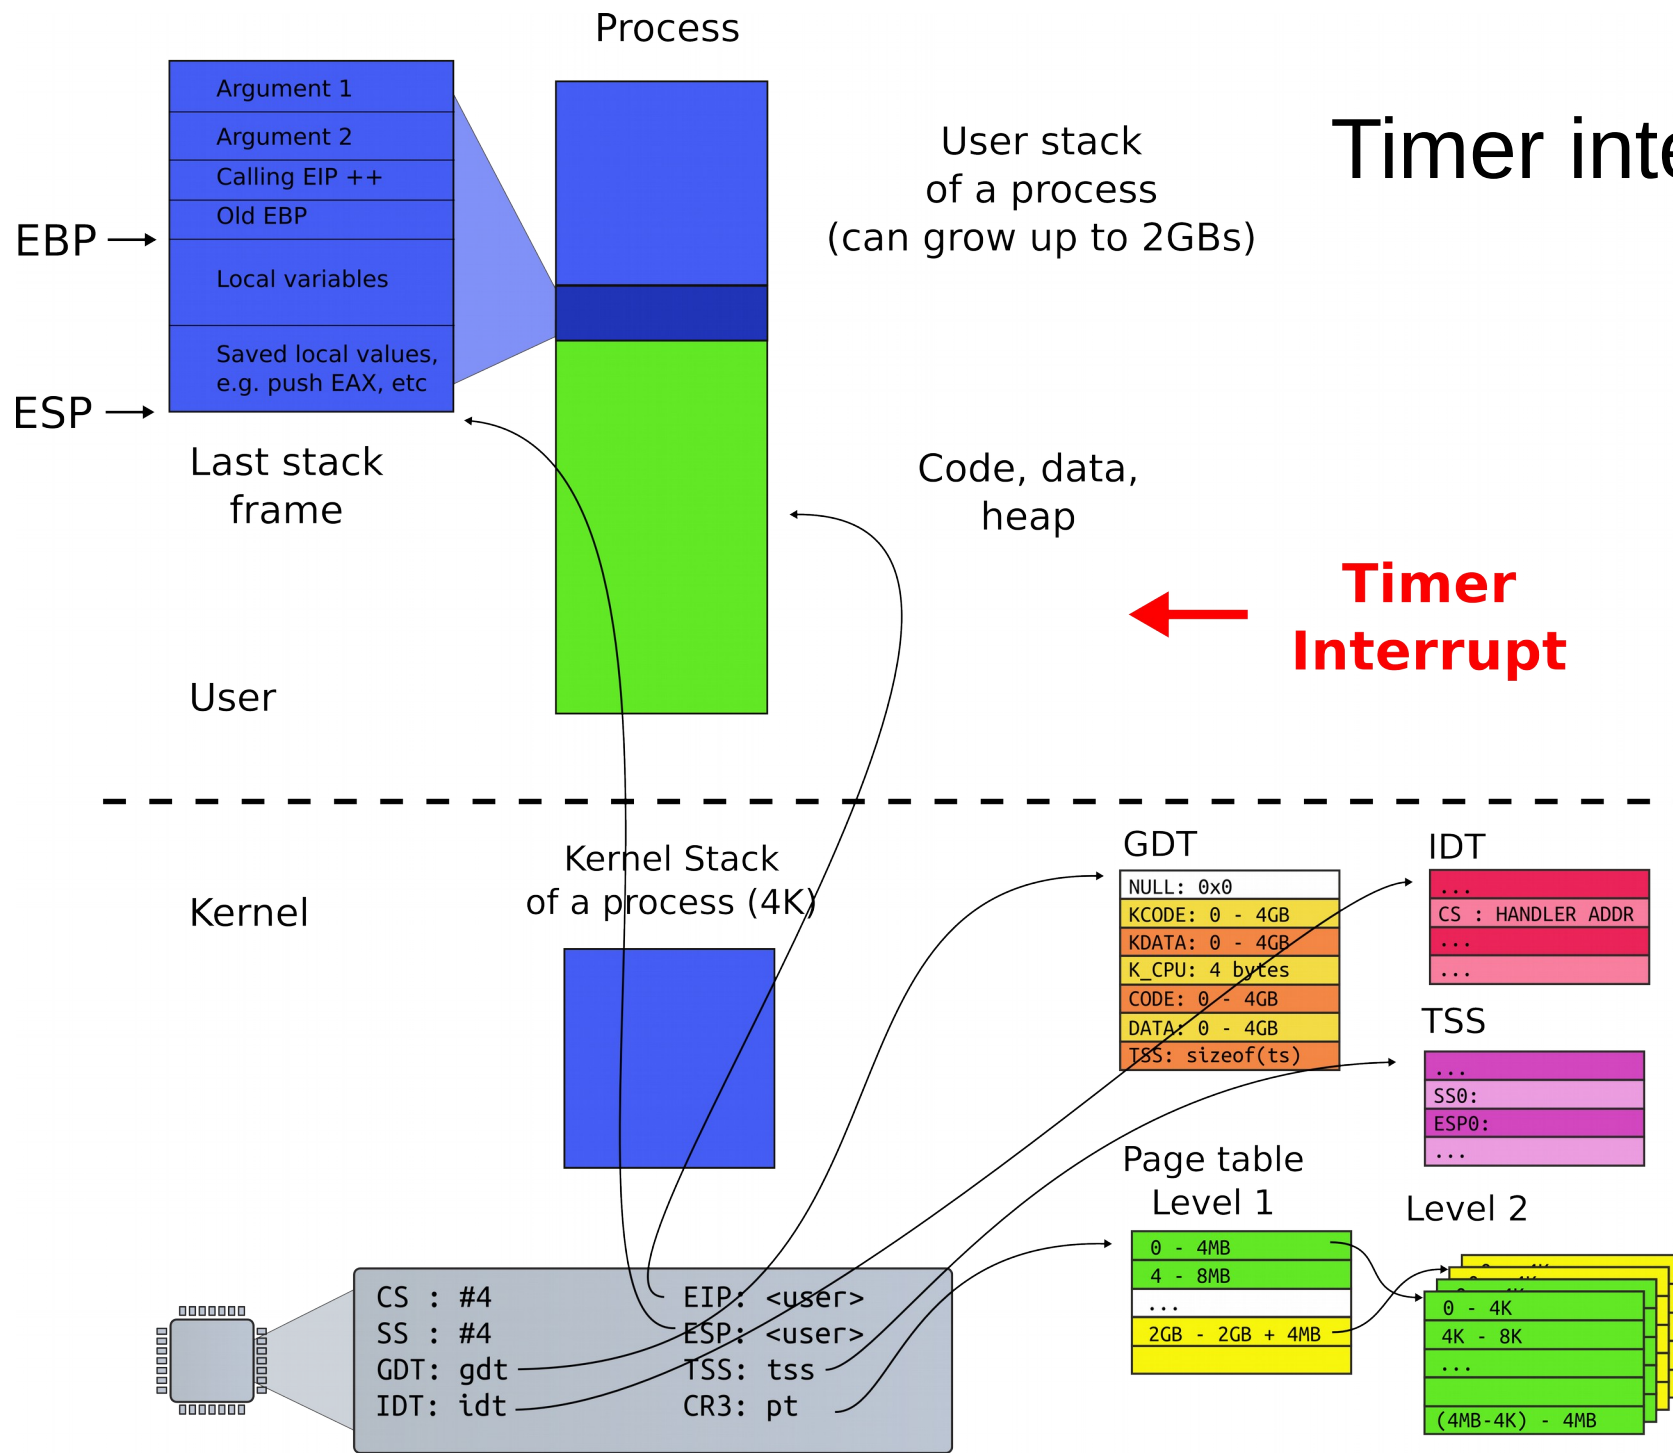 Process
Timer inte
Argument 1
Argument 2
Calling EIP ++
Old EBP
Local variables
Saved local values,
e.g. push EAX, etc
EBP
ESP
Last stack
frame
User stack
of a process
(can grow up to 2GBs)
Code, data,
heap
Timer
Interrupt
User
Kernel
Kernel Stack
of a process (4K)
GDT
NULL: 0x0
KCODE: 0 - 4GB
KDATA: 0 - 4GB
K_CPU: 4 bytes
CODE: 0 - 4GB
DATA: 0 - 4GB
TSS: sizeof(ts)
IDT
...
CS : HANDLER ADDR
...
...
TSS
...
SS0:
ESP0:
...
Page table
Level 1
0 - 4MB
4 - 8MB
...
2GB - 2GB + 4MB
Level 2
0 - 4K
4K - 8K
...
(4MB-4K) - 4MB
CS : #4
SS : #4
GDT: gdt
IDT: idt
EIP: <user>
ESP: <user>
TSS: tss
CR3: pt